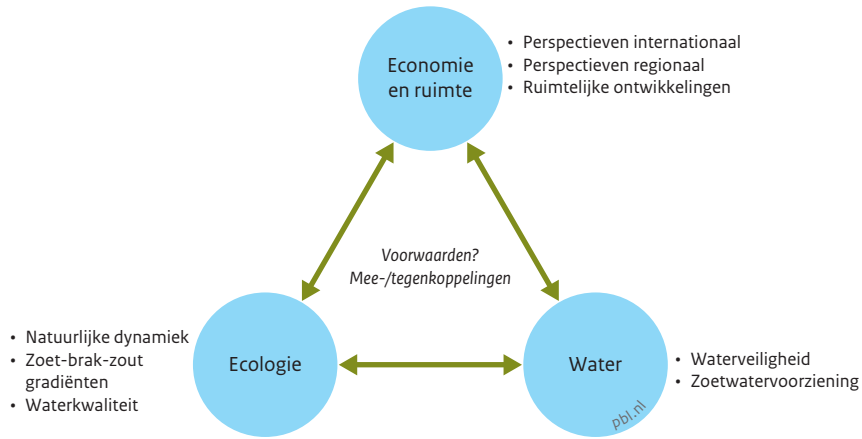 Economie
en ruimte
• Perspectieven internationaal
• Perspectieven regionaal
• Ruimtelijke ontwikkelingen
Voorwaarden?
Mee-/tegenkoppelingen
• Natuurlijke dynamiek
• Zoet-brak-zout
gradiënten
• Waterkwaliteit
Ecologie
Water
• Waterveiligheid
• Zoetwatervoorziening
pbl.nl